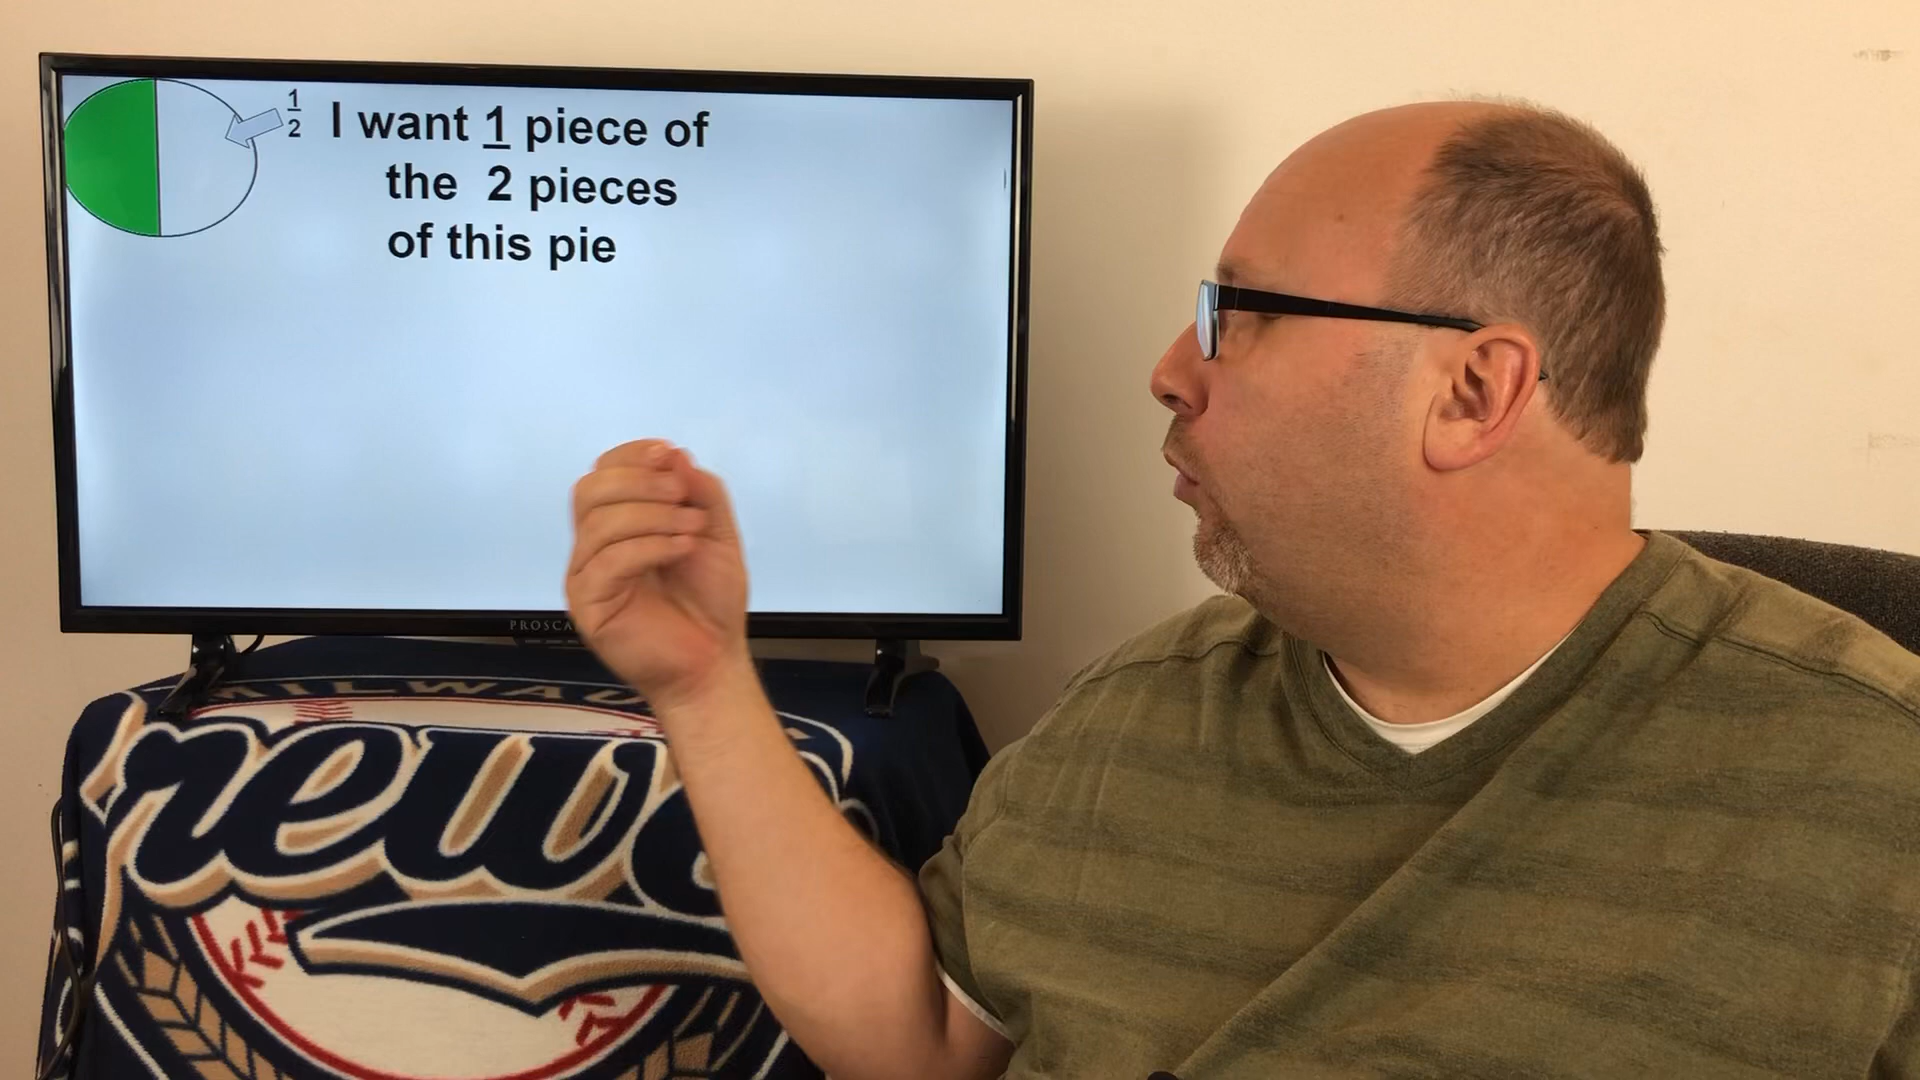 1
2
I want 1 piece of
the 2 pieces
of this pie
PROSCA
MILWAU
rewe